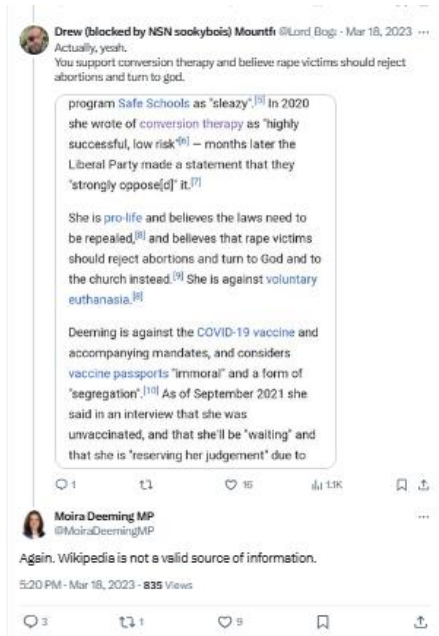 Drew (blocked by NSN sookybois) Mountfi @Lord Bogz · Mar 18, 2023 ···
Actually, yeah.
You support conversion therapy and believe rape victims should reject
abortions and turn to god.
program Safe Schools as "sleazy".[5] In 2020
she wrote of conversion therapy as "highly
successful, low risk"[6] – months later the
Liberal Party made a statement that they
"strongly oppose[d]" it.[7]
She is pro-life and believes the laws need to
be repealed,[8] and believes that rape victims
should reject abortions and turn to God and to
the church instead.[9] She is against voluntary
euthanasia.[8]
Deeming is against the COVID-19 vaccine and
accompanying mandates, and considers
vaccine passports "immoral" and a form of
"segregation".[10] As of September 2021 she
said in an interview that she was
unvaccinated, and that she'll be "waiting" and
that she is "reserving her judgement" due to
1 16 1.1K
Moira Deeming MP ···
@MoiraDeemingMP
Again. Wikipedia is not a valid source of information.
5:20 PM · Mar 18, 2023 · 835 Views
3 1 9